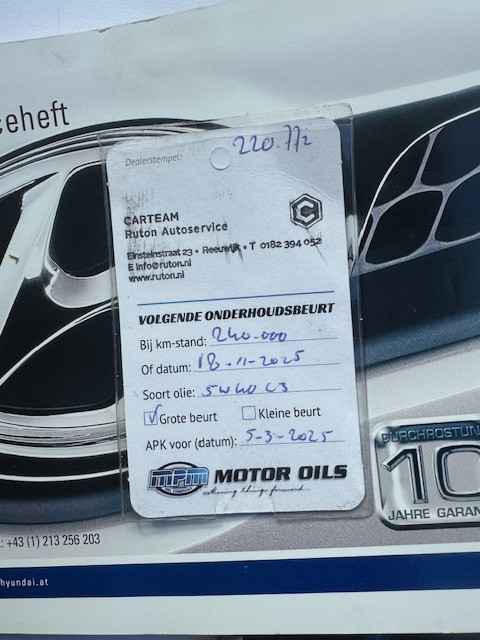 ceheft
Dealerstempel: 220.772
CARTEAM
Ruton Autoservice
Einsteinstraat 23 • Reeuwijk • T 0182 394 052
E info@ruton.nl
www.ruton.nl
VOLGENDE ONDERHOUDSBEURT
Bij km-stand: 240.000
Of datum: 18-11-2025
Soort olie: 5W40 C3
Grote beurt Kleine beurt
APK voor (datum): 5-3-2025
mpm MOTOR OILS
DURCHROSTUN
10
JAHRE GARAN
.: +43 (1) 213 256 203
hyundai.at